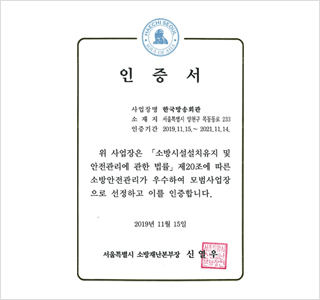 HAECHI SEOUL
인증서
사업장명 한국방송회관
소재지 서울특별시 양천구 목동동로 233
인증기간 2019.11.15.~ 2021.11.14.
위 사업장은 「소방시설설치유지 및
안전관리에 관한 법률」제20조에 따른
소방안전관리가 우수하여 모범사업장
으로 선정하고 이를 인증합니다.
2019년 11월 15일
서울특별시 소방재난본부장 신열우